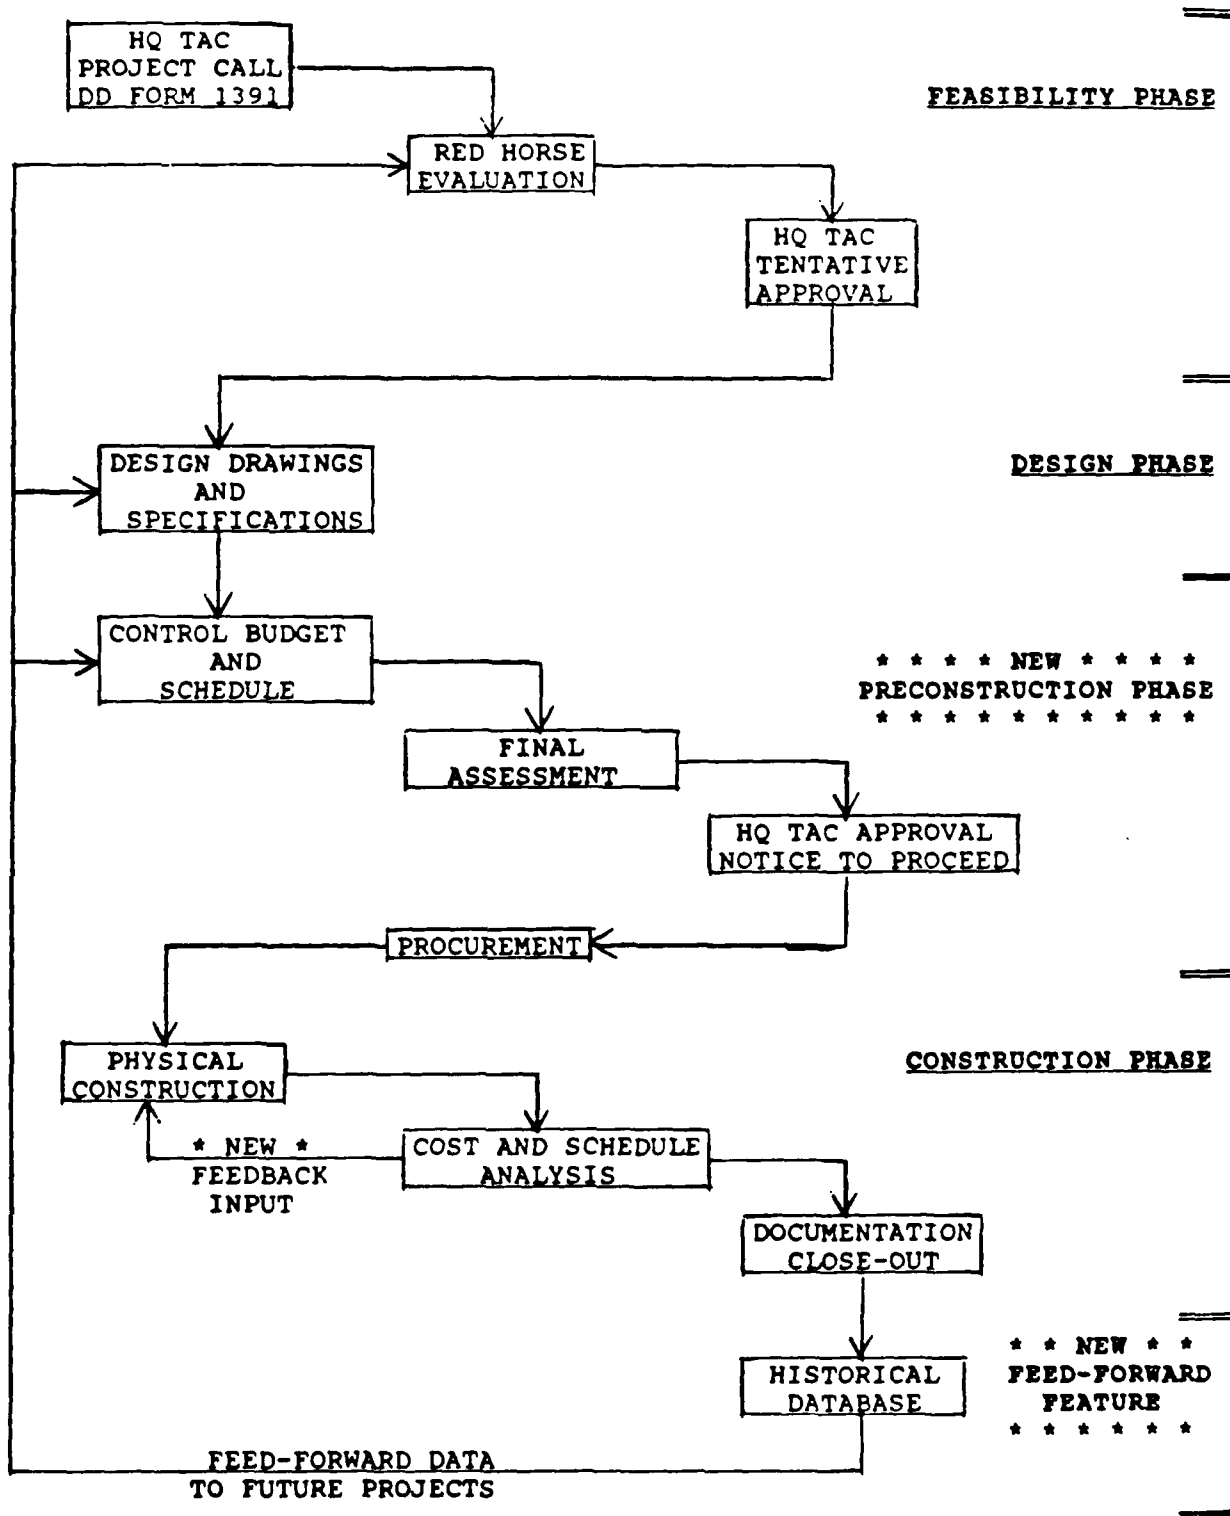 HQ TAC
PROJECT CALL
DD FORM 1391
FEASIBILITY PHASE
RED HORSE
EVALUATION
HQ TAC
TENTATIVE
APPROVAL
DESIGN DRAWINGS
AND
SPECIFICATIONS
DESIGN PHASE
CONTROL BUDGET
AND
SCHEDULE
* * * * NEW * * * *
PRECONSTRUCTION PHASE
* * * * * * * * * *
FINAL
ASSESSMENT
HQ TAC APPROVAL
NOTICE TO PROCEED
PROCUREMENT
PHYSICAL
CONSTRUCTION
CONSTRUCTION PHASE
* NEW *
FEEDBACK
INPUT
COST AND SCHEDULE
ANALYSIS
DOCUMENTATION
CLOSE-OUT
HISTORICAL
DATABASE
* * NEW * *
FEED-FORWARD
FEATURE
* * * * * *
FEED-FORWARD DATA
TO FUTURE PROJECTS